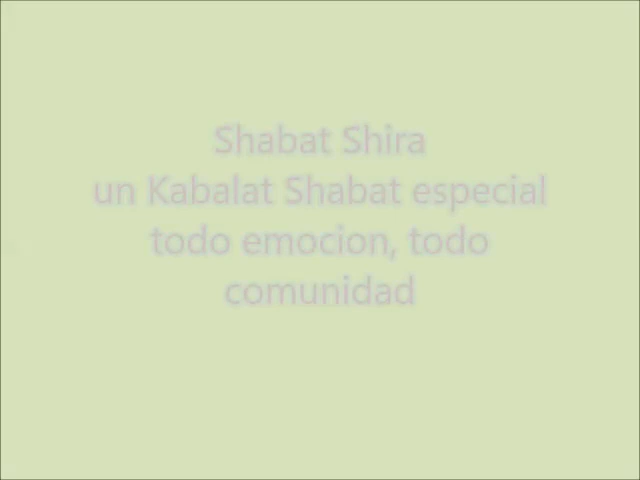 Shabat Shira
un Kabalat Shabat especial
todo emocion, todo
comunidad